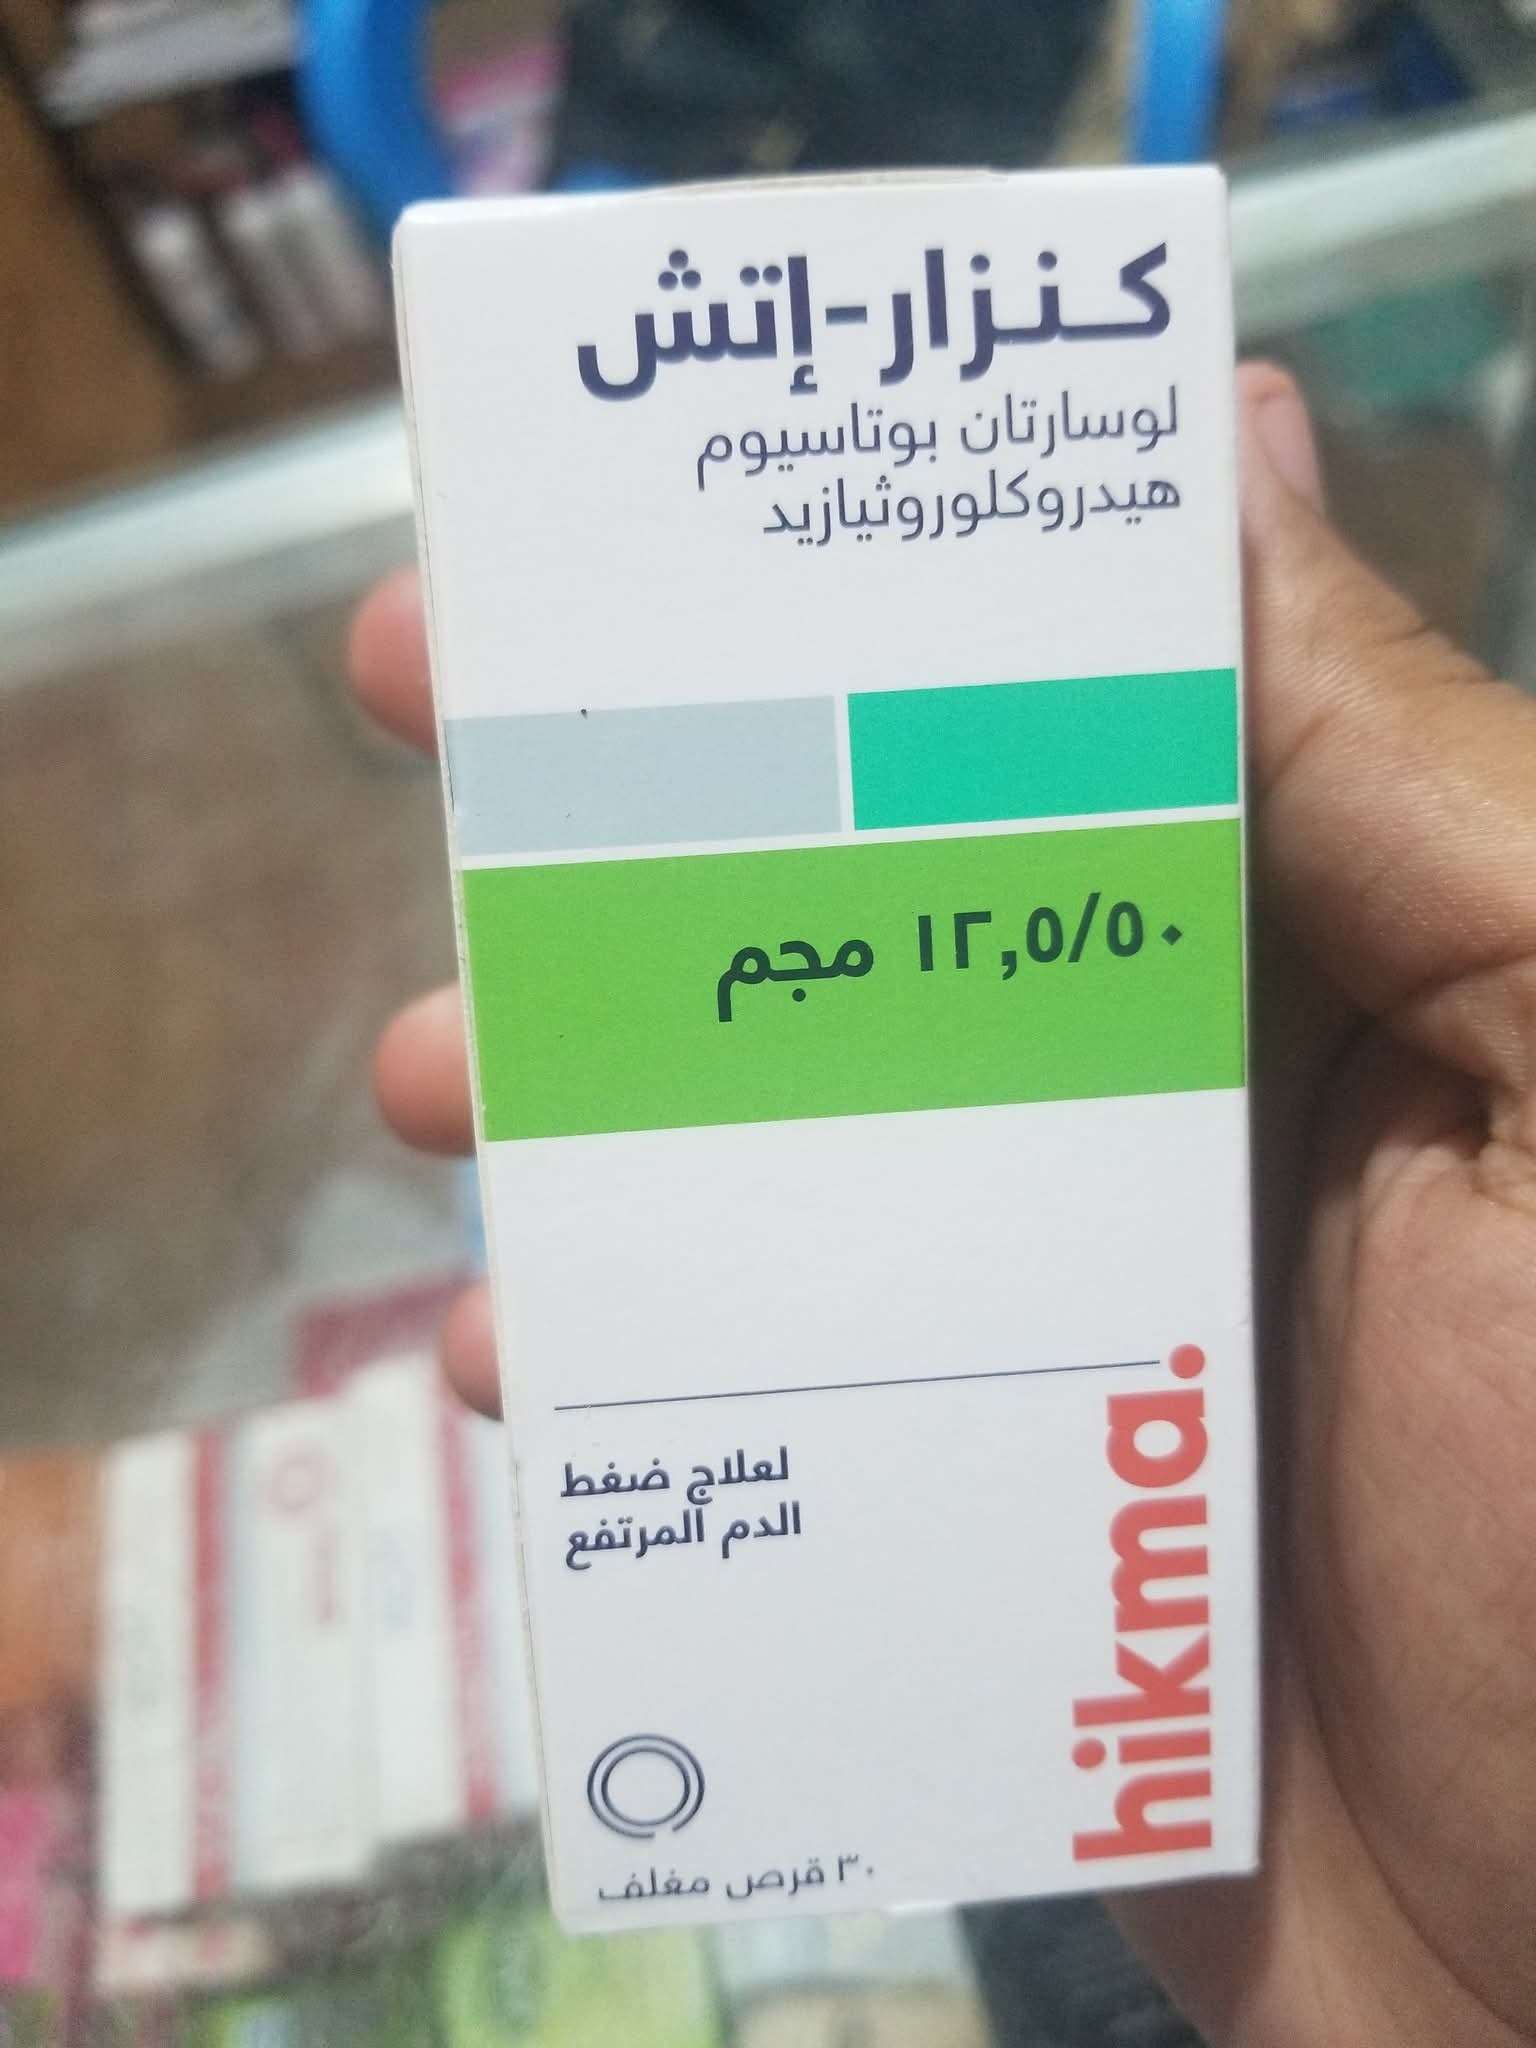 كنزار-إتش
لوسارتان بوتاسيوم
هيدروكلوروثيازيد
١٢,٥/٥٠ مجم
لعلاج ضغط
الدم المرتفع
hikma.
٣٠ قرص مغلف